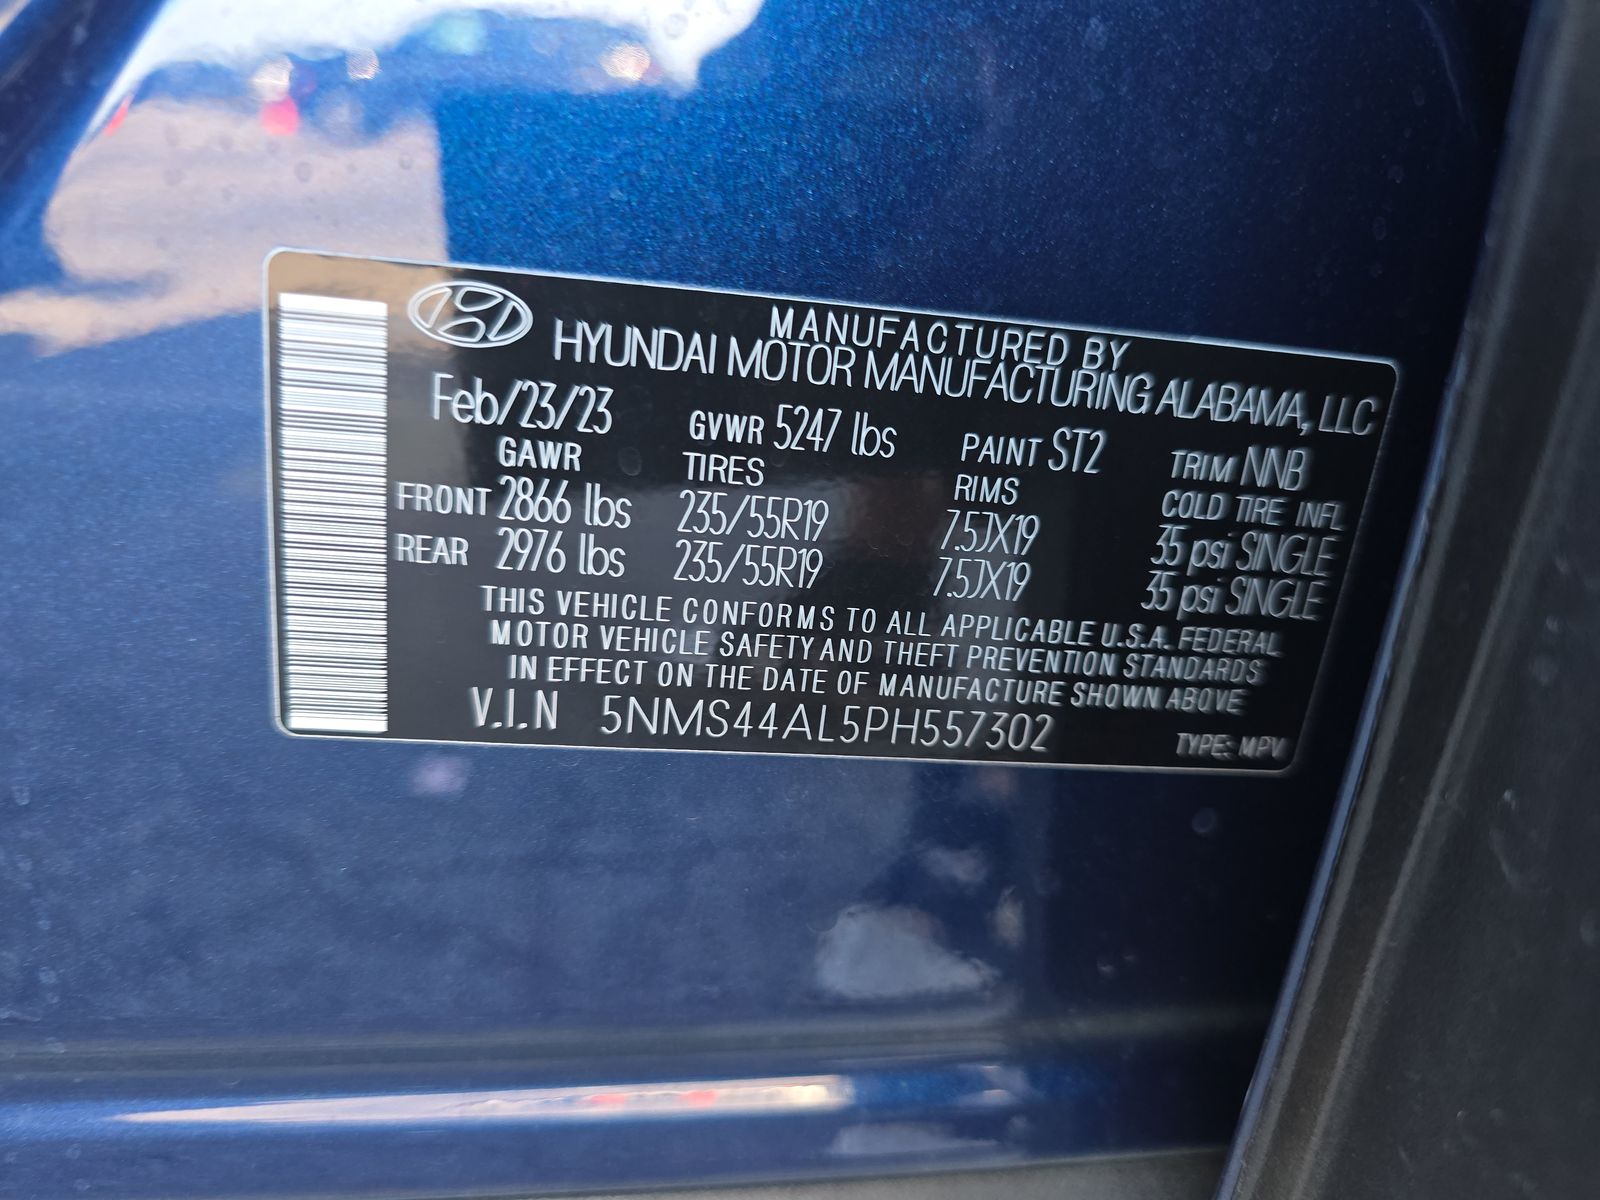 MANUFACTURED BY
HYUNDAI MOTOR MANUFACTURING ALABAMA, LLC
Feb/23/23 GVWR 5247 lbs PAINT ST2 TRIM NNB
GAWR TIRES RIMS COLD TIRE INFL
FRONT 2866 lbs 235/55R19 7.5JX19 35 psi SINGLE
REAR 2976 lbs 235/55R19 7.5JX19 35 psi SINGLE
THIS VEHICLE CONFORMS TO ALL APPLICABLE U.S.A. FEDERAL
MOTOR VEHICLE SAFETY AND THEFT PREVENTION STANDARDS
IN EFFECT ON THE DATE OF MANUFACTURE SHOWN ABOVE
V.I.N 5NMS44AL5PH557302 TYPE: MPV